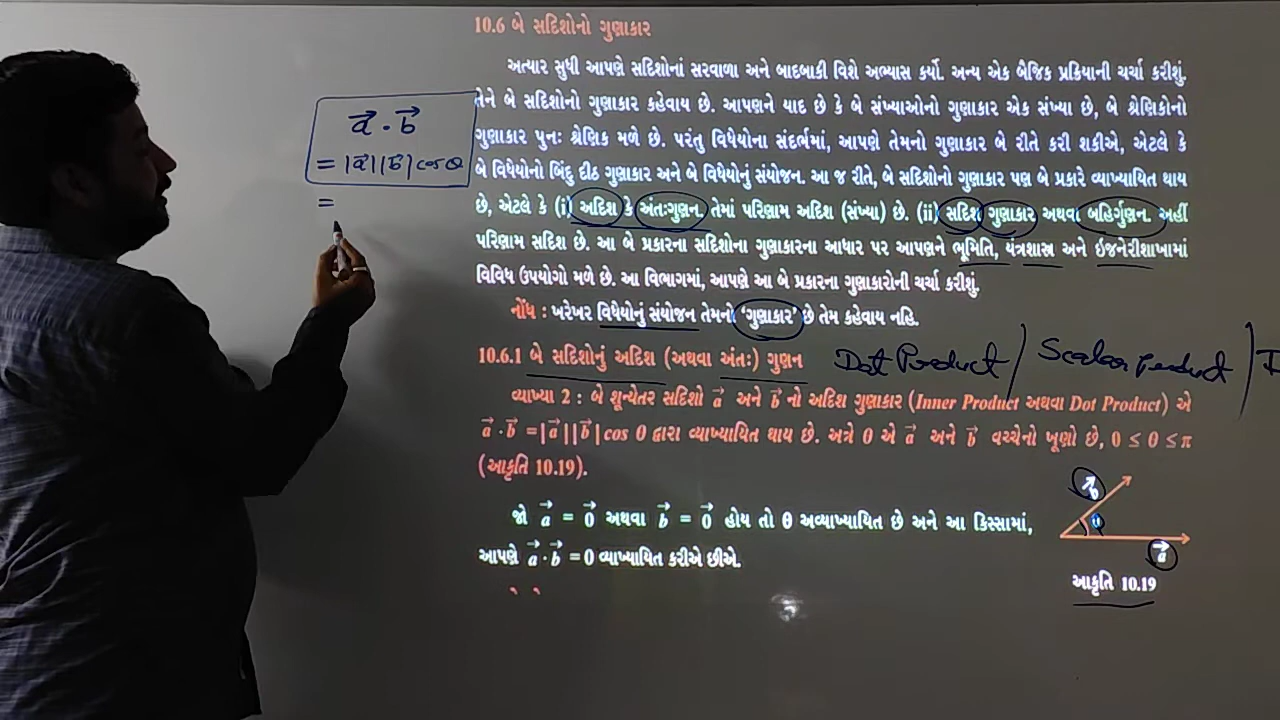 10.6 બે સદિશોનો ગુણાકાર
અત્યાર સુધી આપણે સદિશોનાં સરવાળા અને બાદબાકી વિશે અભ્યાસ કર્યો. અન્ય એક બૈજિક પ્રક્રિયાની ચર્ચા કરીશું.
તેને બે સદિશોનો ગુણાકાર કહેવાય છે. આપણને યાદ છે કે બે સંખ્યાઓનો ગુણાકાર એક સંખ્યા છે, બે શ્રેણિકોનો
ગુણાકાર પુનઃ શ્રેણિક મળે છે. પરંતુ વિધેયોના સંદર્ભમાં, આપણે તેમનો ગુણાકાર બે રીતે કરી શકીએ, એટલે કે
બે વિધેયોનો બિંદુ દીઠ ગુણાકાર અને બે વિધેયોનું સંયોજન. આ જ રીતે, બે સદિશોનો ગુણાકાર પણ બે પ્રકારે વ્યાખ્યાયિત થાય
છે, એટલે કે (i) અદિશ કે અંતઃગુણન. તેમાં પરિણામ અદિશ (સંખ્યા) છે. (ii) સદિશ ગુણાકાર અથવા બહિર્ગુણન. અહીં
પરિણામ સદિશ છે. આ બે પ્રકારના સદિશોના ગુણાકારના આધાર પર આપણને ભૂમિતિ, યંત્રશાસ્ત્ર અને ઇજનેરીશાખામાં
વિવિધ ઉપયોગો મળે છે. આ વિભાગમાં, આપણે આ બે પ્રકારના ગુણાકારોની ચર્ચા કરીશું.
નોંધ : ખરેખર વિધેયોનું સંયોજન તેમનો 'ગુણાકાર' છે તેમ કહેવાય નહિ.
10.6.1 બે સદિશોનું અદિશ (અથવા અંતઃ) ગુણન Dot Product / Scalar Product /
વ્યાખ્યા 2 : બે શૂન્યેતર સદિશો a⃗ અને b⃗ નો અદિશ ગુણાકાર (Inner Product અથવા Dot Product) એ
a⃗ · b⃗ = |a⃗||b⃗| cos θ દ્વારા વ્યાખ્યાયિત થાય છે. અત્રે θ એ a⃗ અને b⃗ વચ્ચેનો ખૂણો છે, 0 ≤ θ ≤ π
(આકૃતિ 10.19).
જો a⃗ = 0⃗ અથવા b⃗ = 0⃗ હોય તો θ અવ્યાખ્યાયિત છે અને આ કિસ્સામાં,
આપણે a⃗ · b⃗ = 0 વ્યાખ્યાયિત કરીએ છીએ.
b⃗
θ
a⃗
આકૃતિ 10.19
a⃗ · b⃗
= |a⃗||b⃗| cos θ
=